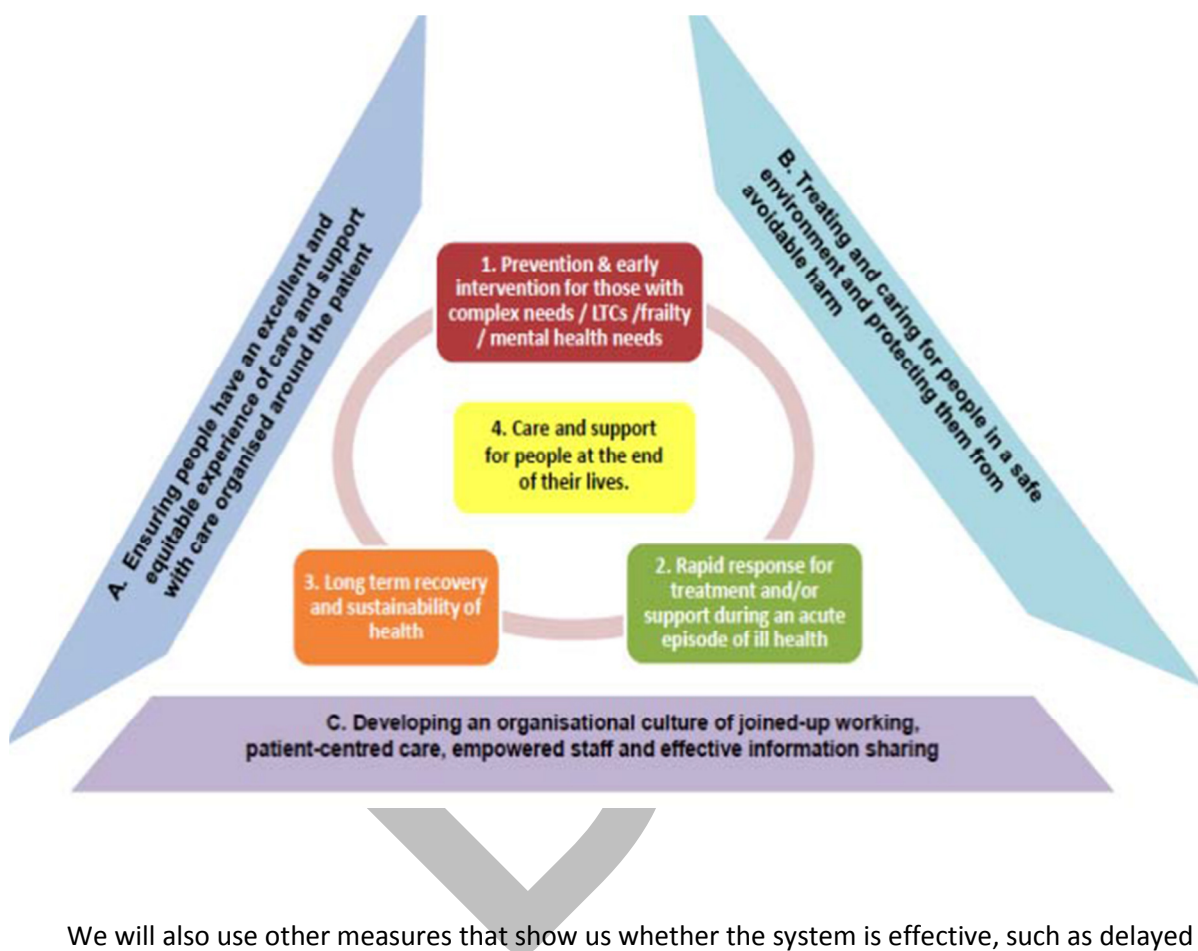 A. Ensuring people have an excellent and
equitable experience of care and support
with care organised around the patient
B. Treating and caring for people in a safe
environment and protecting them from
avoidable harm
1. Prevention & early
intervention for those with
complex needs / LTCs /frailty
/ mental health needs
4. Care and support
for people at the end
of their lives.
3. Long term recovery
and sustainability of
health
2. Rapid response for
treatment and/or
support during an acute
episode of ill health
C. Developing an organisational culture of joined-up working,
patient-centred care, empowered staff and effective information sharing
We will also use other measures that show us whether the system is effective, such as delayed